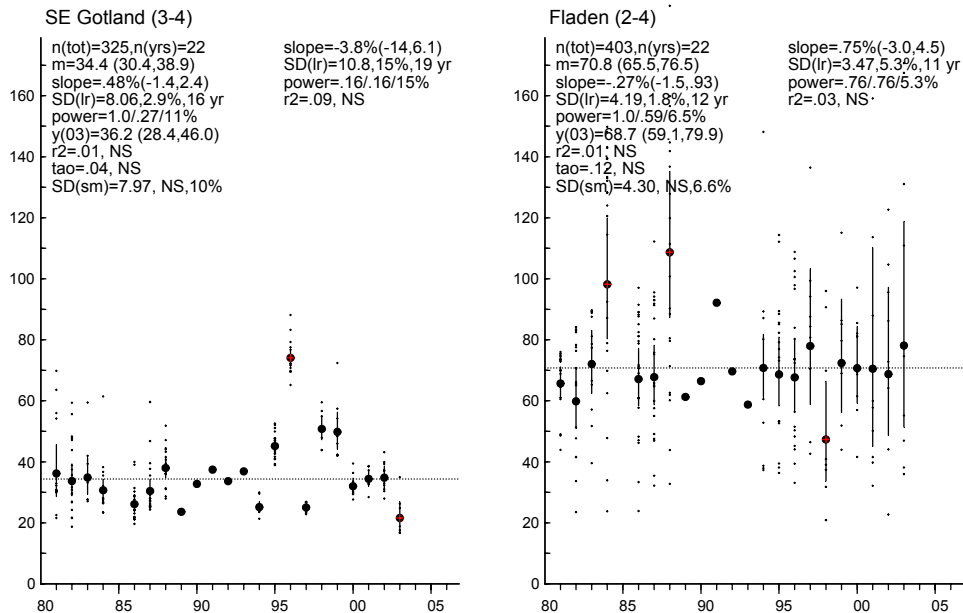 SE Gotland (3-4)
n(tot)=325,n(yrs)=22
m=34.4 (30.4,38.9)
slope=.48%(-1.4,2.4)
SD(lr)=8.06,2.9%,16 yr
power=1.0/.27/11%
y(03)=36.2 (28.4,46.0)
r2=.01, NS
tao=.04, NS
SD(sm)=7.97, NS,10%
slope=-3.8%(-14,6.1)
SD(lr)=10.8,15%,19 yr
power=.16/.16/15%
r2=.09, NS
160
140
120
100
80
60
40
20
0
80 85 90 95 00 05
Fladen (2-4)
n(tot)=403,n(yrs)=22
m=70.8 (65.5,76.5)
slope=-.27%(-1.5,.93)
SD(lr)=4.19,1.8%,12 yr
power=1.0/.59/6.5%
y(03)=68.7 (59.1,79.9)
r2=.01, NS
tao=.12, NS
SD(sm)=4.30, NS,6.6%
slope=.75%(-3.0,4.5)
SD(lr)=3.47,5.3%,11 yr
power=.76/.76/5.3%
r2=.03, NS
160
140
120
100
80
60
40
20
0
80 85 90 95 00 05